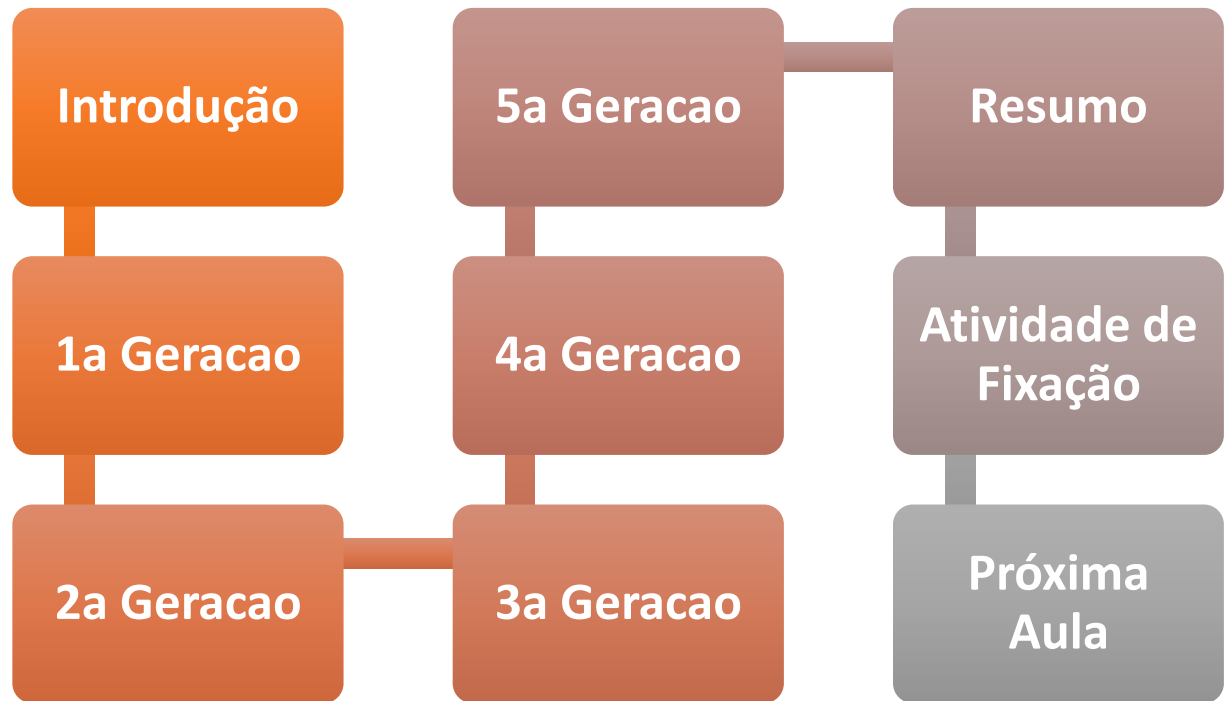 Introdução
1a Geracao
2a Geracao
3a Geracao
4a Geracao
5a Geracao
Resumo
Atividade de
Fixação
Próxima
Aula